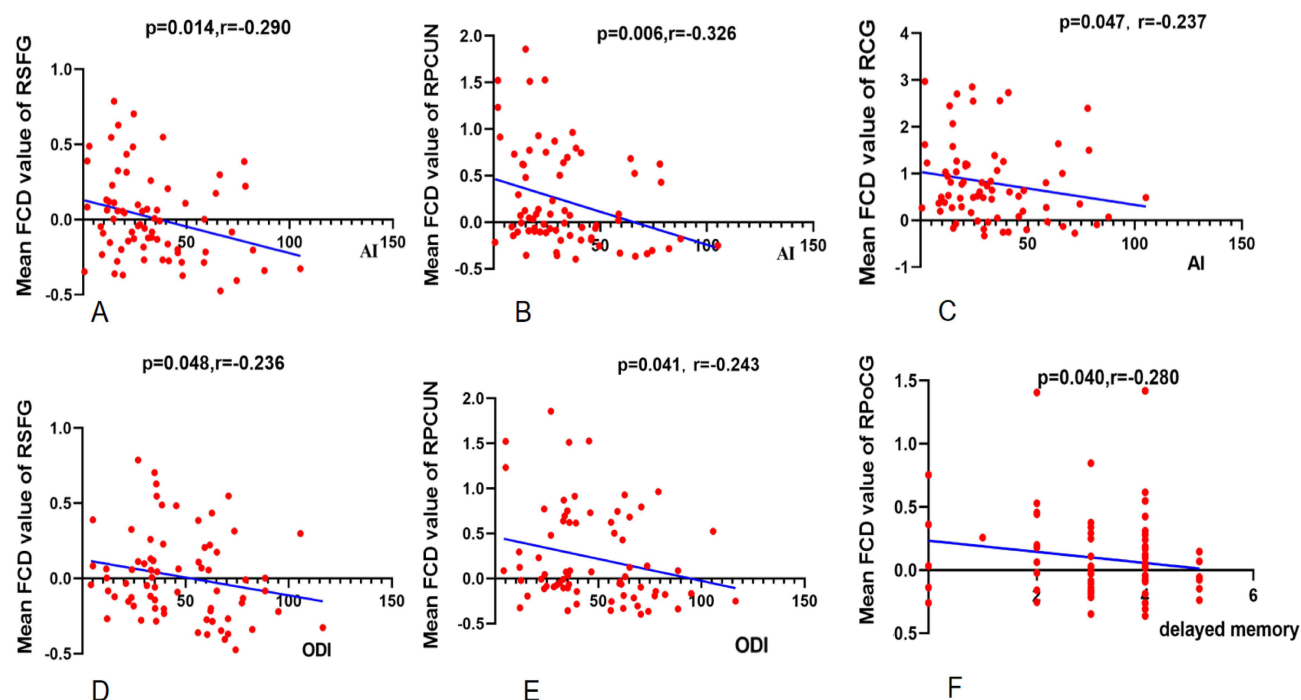 p=0.014,r=-0.290
Mean FCD value of RSFG
1.0
0.5
0.0
-0.5
50
100
150
AI
A
p=0.006,r=-0.326
Mean FCD value of RPCUN
2.0
1.5
1.0
0.5
0.0
-0.5
50
100
150
AI
B
p=0.047, r=-0.237
Mean FCD value of RCG
4
3
2
1
0
-1
50
100
150
AI
C
p=0.048,r=-0.236
Mean FCD value of RSFG
1.0
0.5
0.0
-0.5
50
100
150
ODI
D
p=0.041, r=-0.243
Mean FCD value of RPCUN
2.0
1.5
1.0
0.5
0.0
-0.5
50
100
150
ODI
E
p=0.040,r=-0.280
Mean FCD value of RPoCG
1.5
1.0
0.5
0.0
-0.5
2
4
6
delayed memory
F